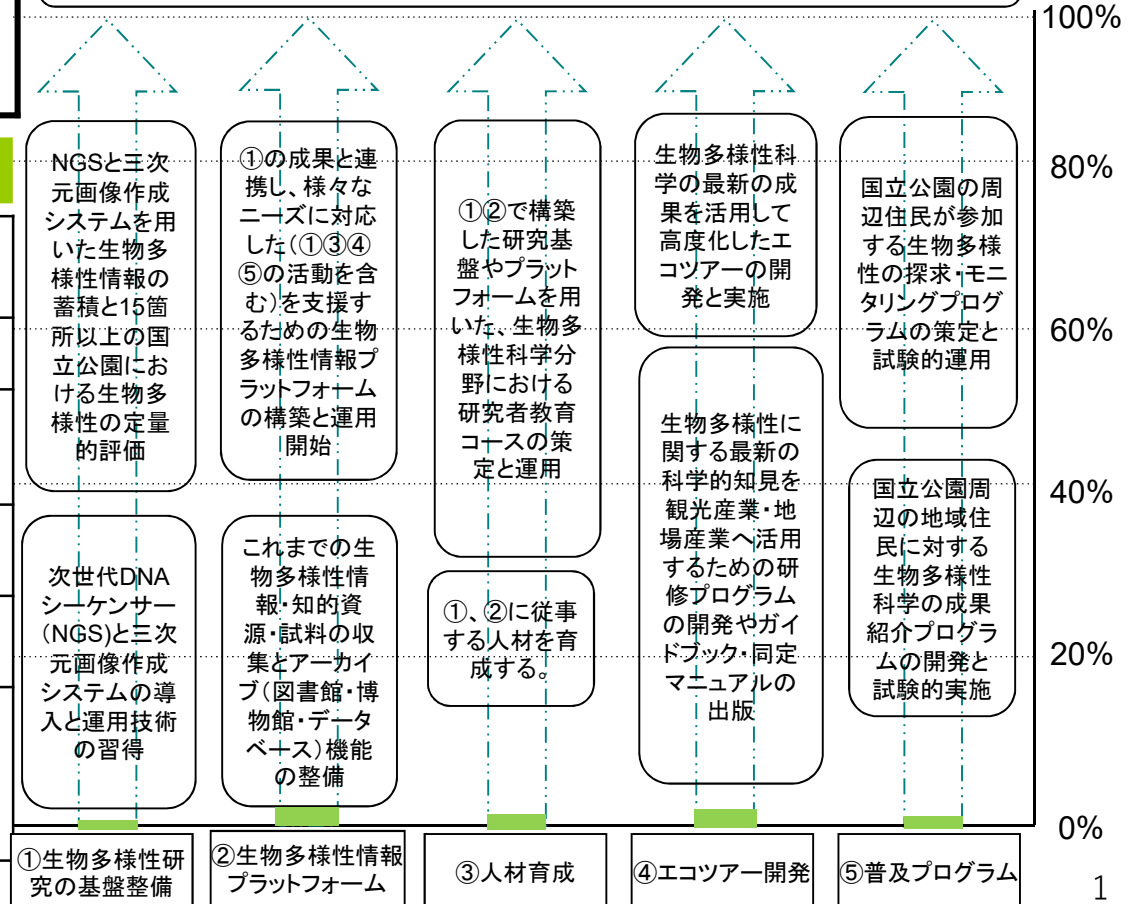 100%
80%
60%
40%
20%
0%
NGSと三次
元画像作成
システムを用
いた生物多
様性情報の
蓄積と15箇
所以上の国
立公園にお
ける生物多
様性の定量
的評価
次世代DNA
シーケンサー
(NGS)と三次
元画像作成
システムの導
入と運用技術
の習得
①生物多様性研
究の基盤整備
①の成果と連
携し、様々な
ニーズに対応
した(①③④
⑤の活動を含
む)を支援す
るための生物
多様性情報プ
ラットフォーム
の構築と運用
開始
これまでの生
物多様性情
報・知的資
源・試料の収
集とアーカイ
ブ(図書館・博
物館・データ
ベース)機能
の整備
②生物多様性情報
プラットフォーム
①②で構築
した研究基
盤やプラット
フォームを用
いた、生物多
様性科学分
野における
研究者教育
コースの策
定と運用
①、②に従事
する人材を育
成する。
③人材育成
生物多様性科
学の最新の成
果を活用して
高度化したエ
コツアーの開
発と実施
生物多様性に
関する最新の
科学的知見を
観光産業・地
場産業へ活用
するための研
修プログラム
の開発やガイ
ドブック・同定
マニュアルの
出版
④エコツアー開発
国立公園の周
辺住民が参加
する生物多様
性の探求・モニ
タリングプログ
ラムの策定と
試験的運用
国立公園周
辺の地域住
民に対する
生物多様性
科学の成果
紹介プログラ
ムの開発と
試験的実施
⑤普及プログラム
1